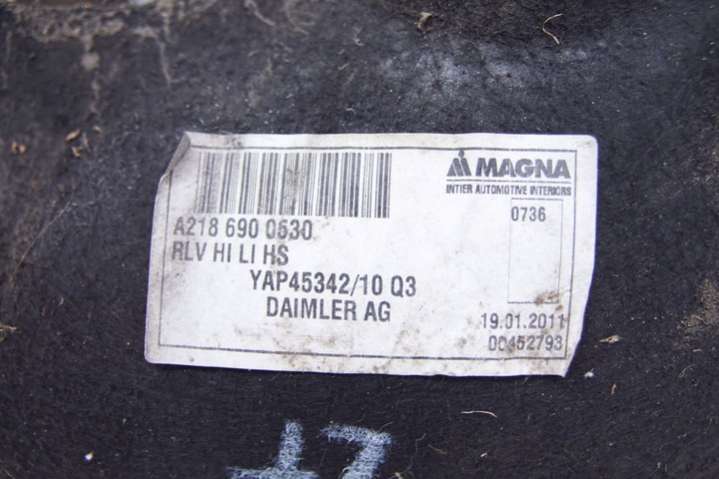 MAGNA
INTIER AUTOMOTIVE INTERIORS
0736
A218 690 0530
RLV HI LI HS
YAP45342/10 Q3
DAIMLER AG
19.01.2011
00452793